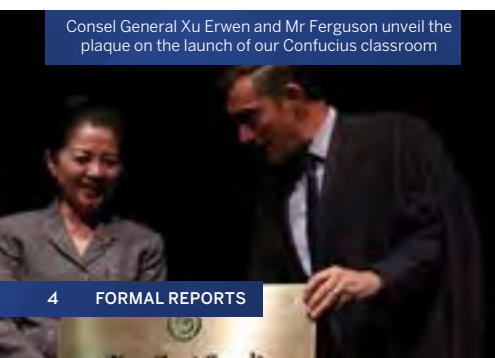 Consel General Xu Erwen and Mr Ferguson unveil the
plaque on the launch of our Confucius classroom
4 FORMAL REPORTS